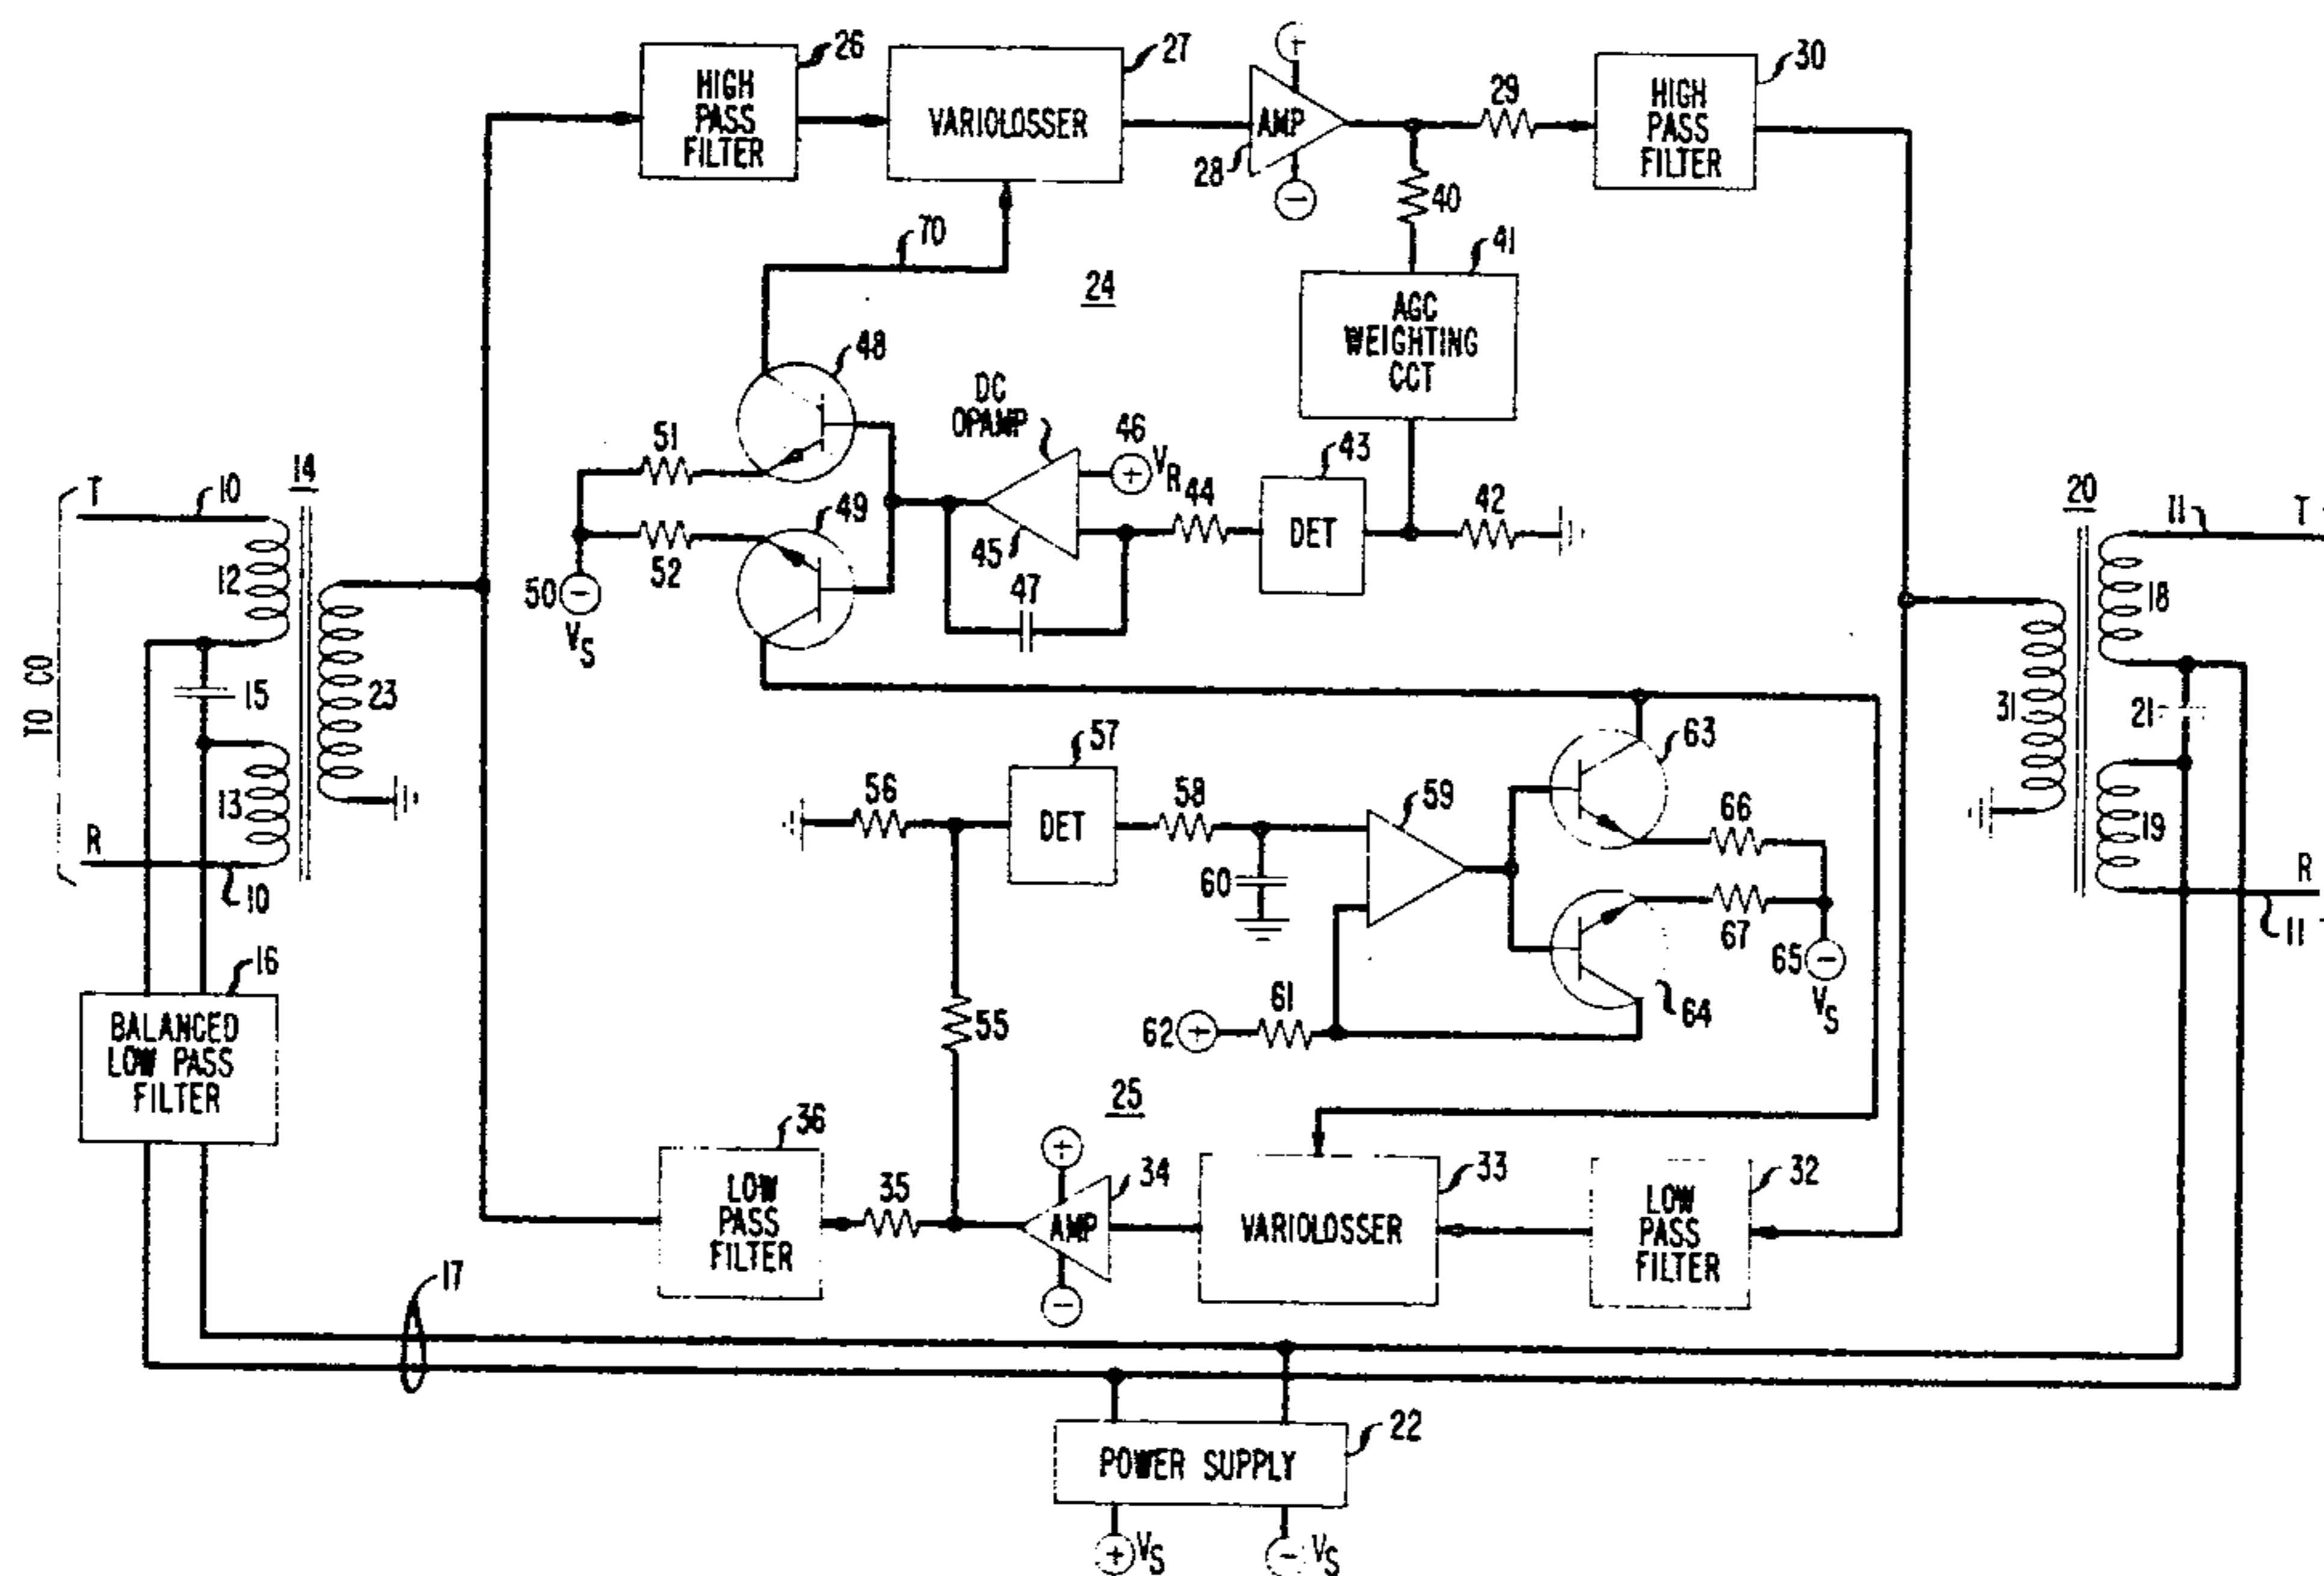 26
HIGH
PASS
FILTER
27
VARIOLOSSER
+
AMP
28
−
29
30
HIGH
PASS
FILTER
40
70
24
41
AGC
WEIGHTING
CCT
48
DC
OPAMP
46
+
VR
51
45
44
43
DET
42
49
52
50
−
VS
47
TO CO
T
10
14
12
15
23
13
R
10
16
BALANCED
LOW PASS
FILTER
20
11
T
18
31
21
19
R
11
57
DET
56
58
59
60
63
66
67
65
−
VS
64
61
62
+
55
25
36
LOW
PASS
FILTER
35
+
34
AMP
−
33
VARIOLOSSER
32
LOW
PASS
FILTER
17
22
POWER SUPPLY
+ VS
− VS